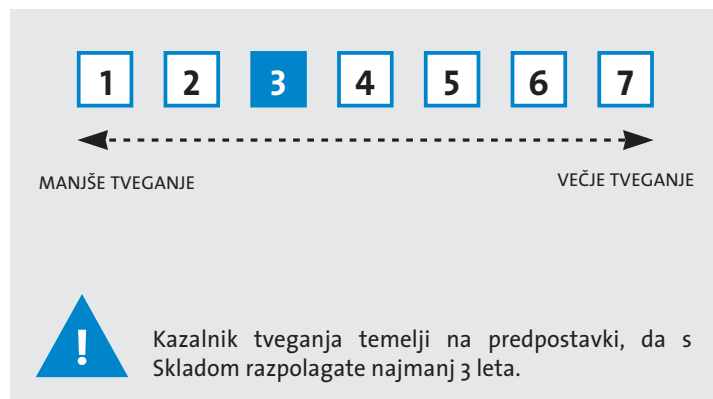 1 2 3 4 5 6 7
MANJŠE TVEGANJE VEČJE TVEGANJE
!
Kazalnik tveganja temelji na predpostavki, da s
Skladom razpolagate najmanj 3 leta.